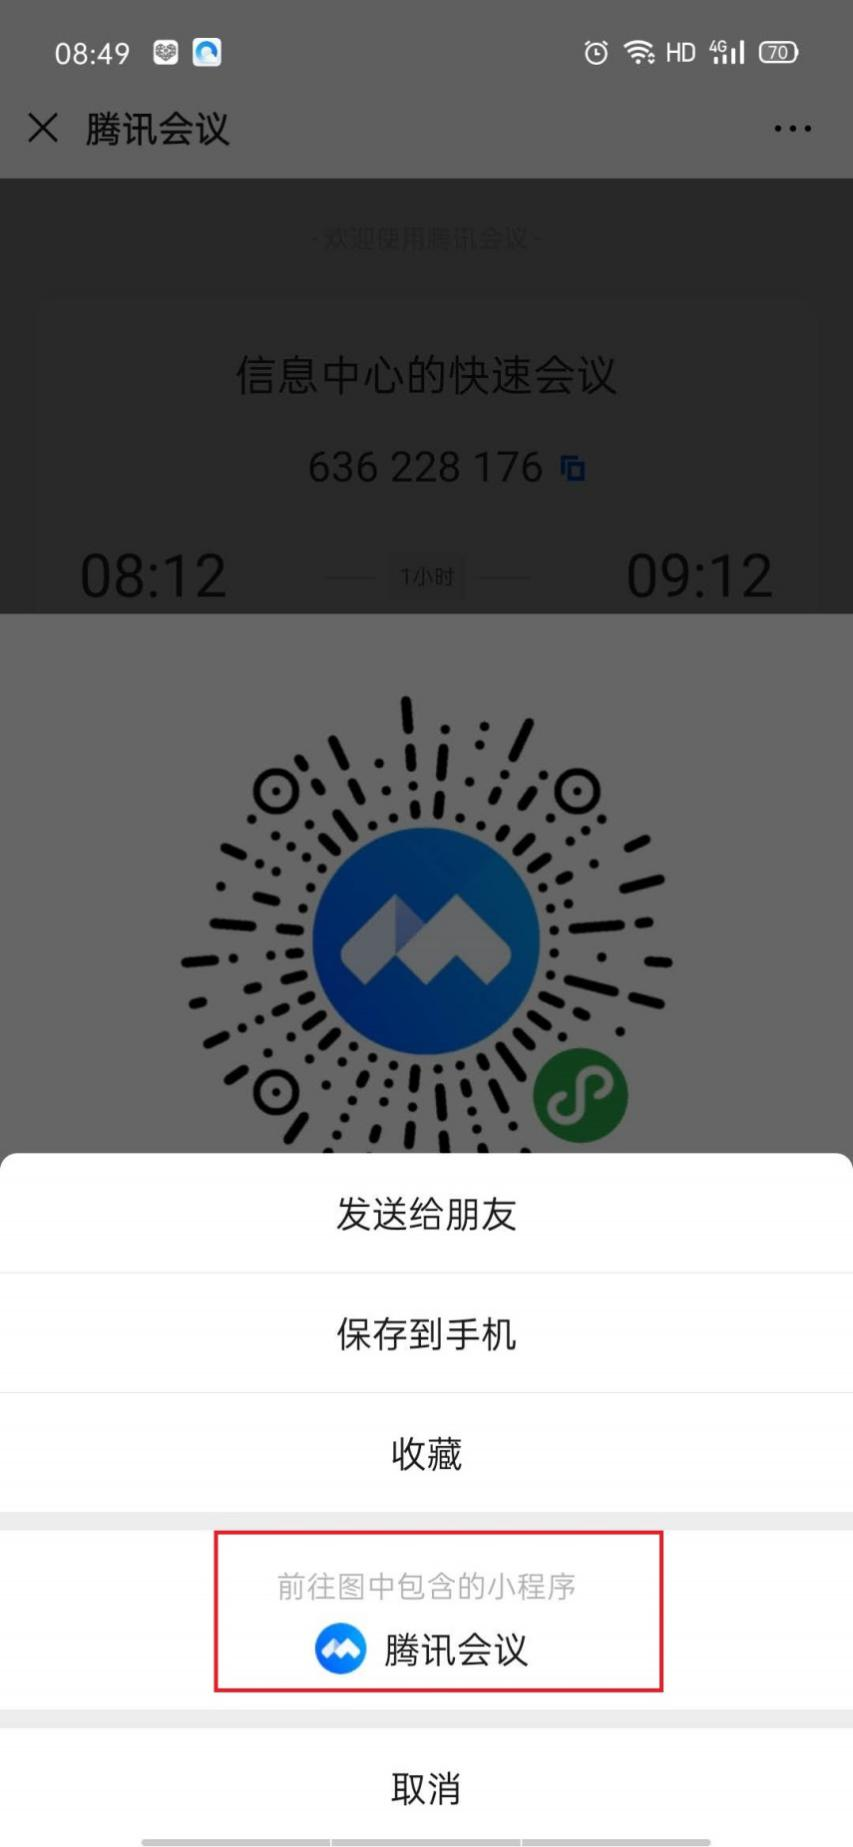 08:49 HD 4G 70
腾讯会议
- 欢迎使用腾讯会议 -
信息中心的快速会议
636 228 176
08:12 1小时 09:12
发送给朋友
保存到手机
收藏
前往图中包含的小程序
腾讯会议
取消